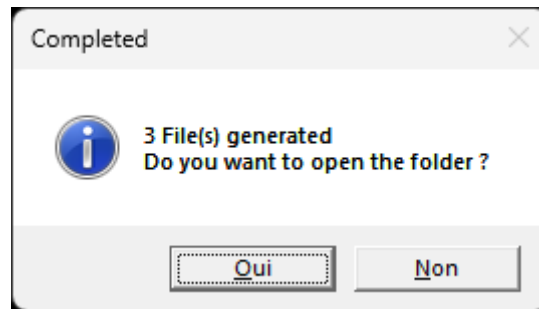 Completed
3 File(s) generated
Do you want to open the folder ?
Oui
Non